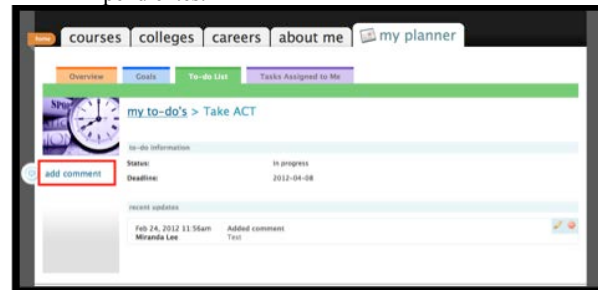 home courses colleges careers about me my planner
Overview Goals To-do List Tasks Assigned to Me
my to-do's > Take ACT
to-do information
Status: In progress
add comment
Deadline: 2012-04-08
recent updates
Feb 24, 2012 11:56am Added comment
Miranda Lee Test